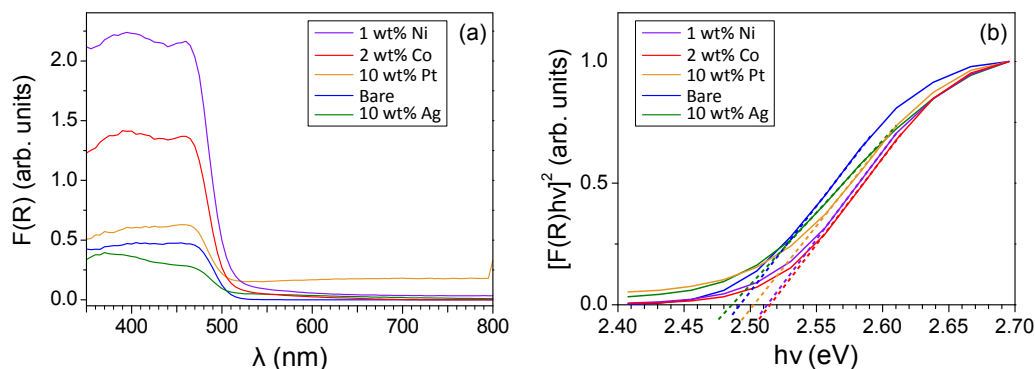 (a)
1 wt% Ni
2 wt% Co
10 wt% Pt
Bare
10 wt% Ag
F(R) (arb. units)
2.0
1.5
1.0
0.5
0.0
400 500 600 700 800
λ (nm)
(b)
1 wt% Ni
2 wt% Co
10 wt% Pt
Bare
10 wt% Ag
[F(R)hν]² (arb. units)
1.0
0.5
0.0
2.40 2.45 2.50 2.55 2.60 2.65 2.70
hν (eV)